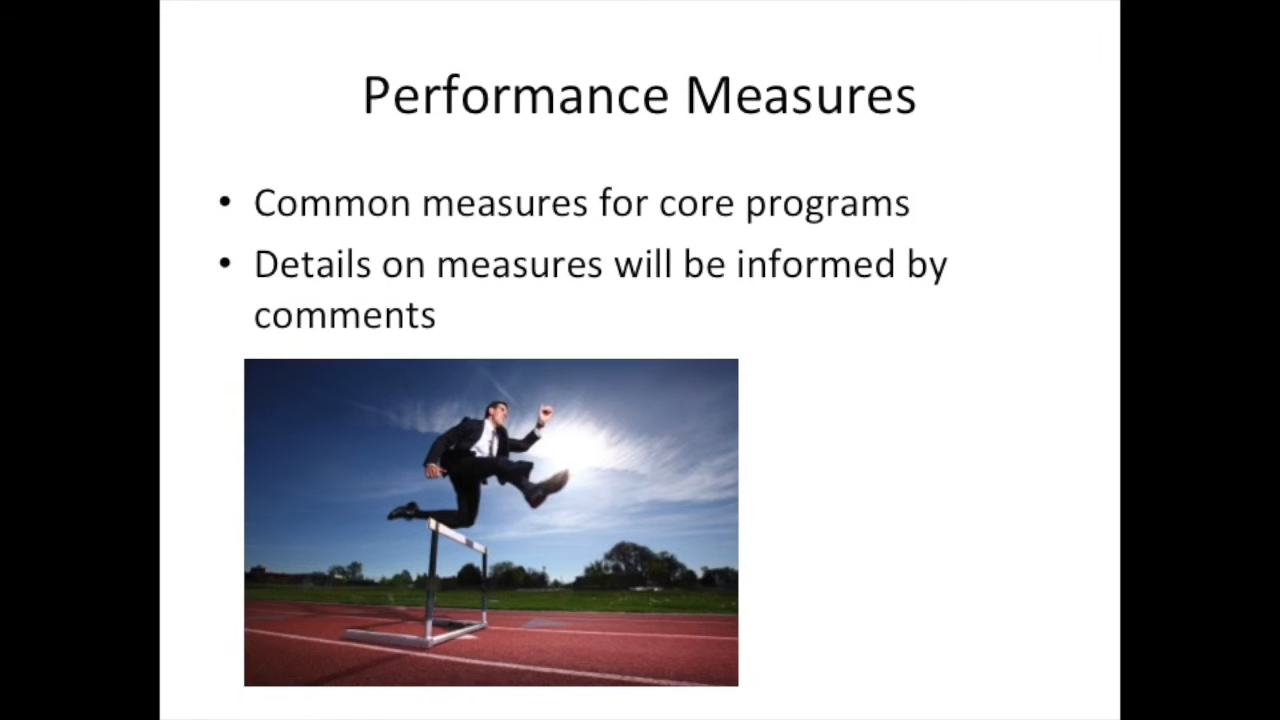 Performance Measures
• Common measures for core programs
• Details on measures will be informed by
comments